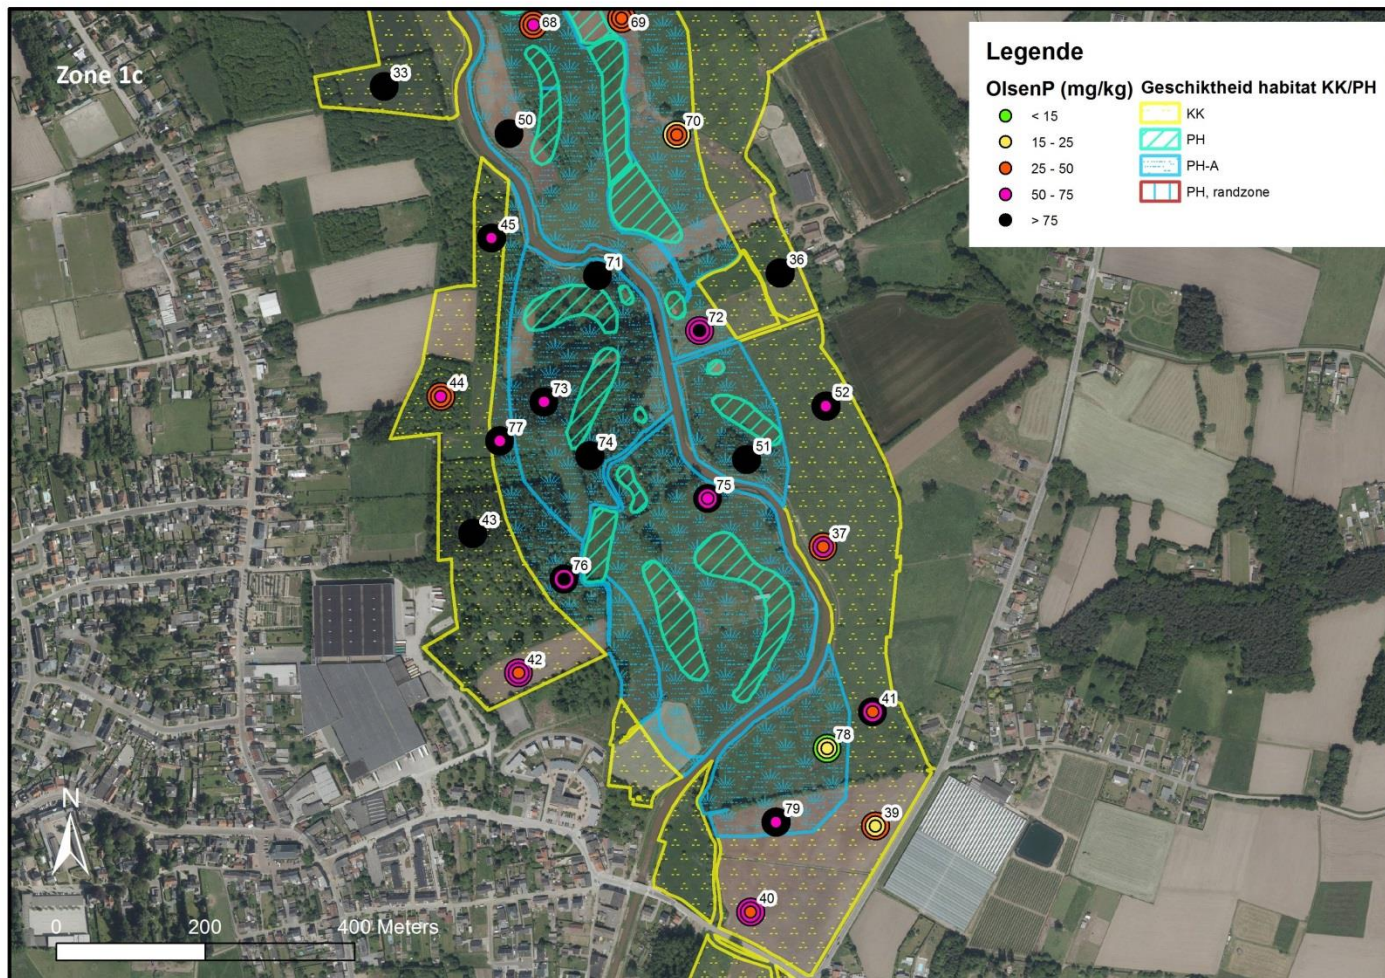 68
69
Zone 1c
33
50
70
45
71
36
72
44
73
52
77
74
51
75
43
37
76
42
41
78
79
39
40
N
0 200 400 Meters
Legende
OlsenP (mg/kg) Geschiktheid habitat KK/PH
< 15 KK
15 - 25 PH
25 - 50 PH-A
50 - 75 PH, randzone
> 75